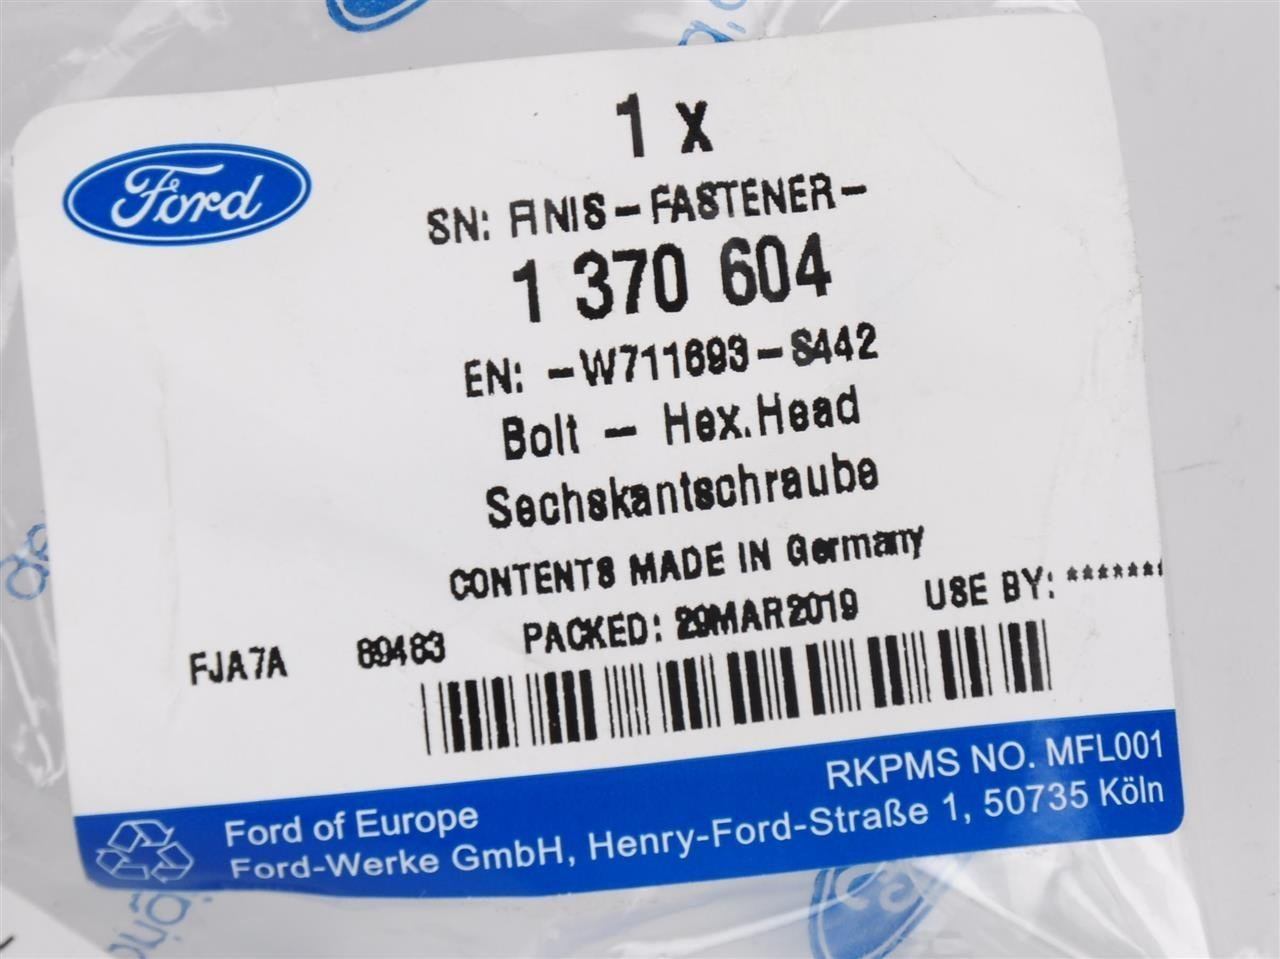 Ford
1 x
SN: FINIS-FASTENER-
1 370 604
EN: -W711693-S442
Bolt - Hex.Head
Sechskantschraube
CONTENTS MADE IN Germany
FJA7A 89483 PACKED: 29MAR2019 USE BY: *******
RKPMS NO. MFL001
Ford of Europe
Ford-Werke GmbH, Henry-Ford-Straße 1, 50735 Köln